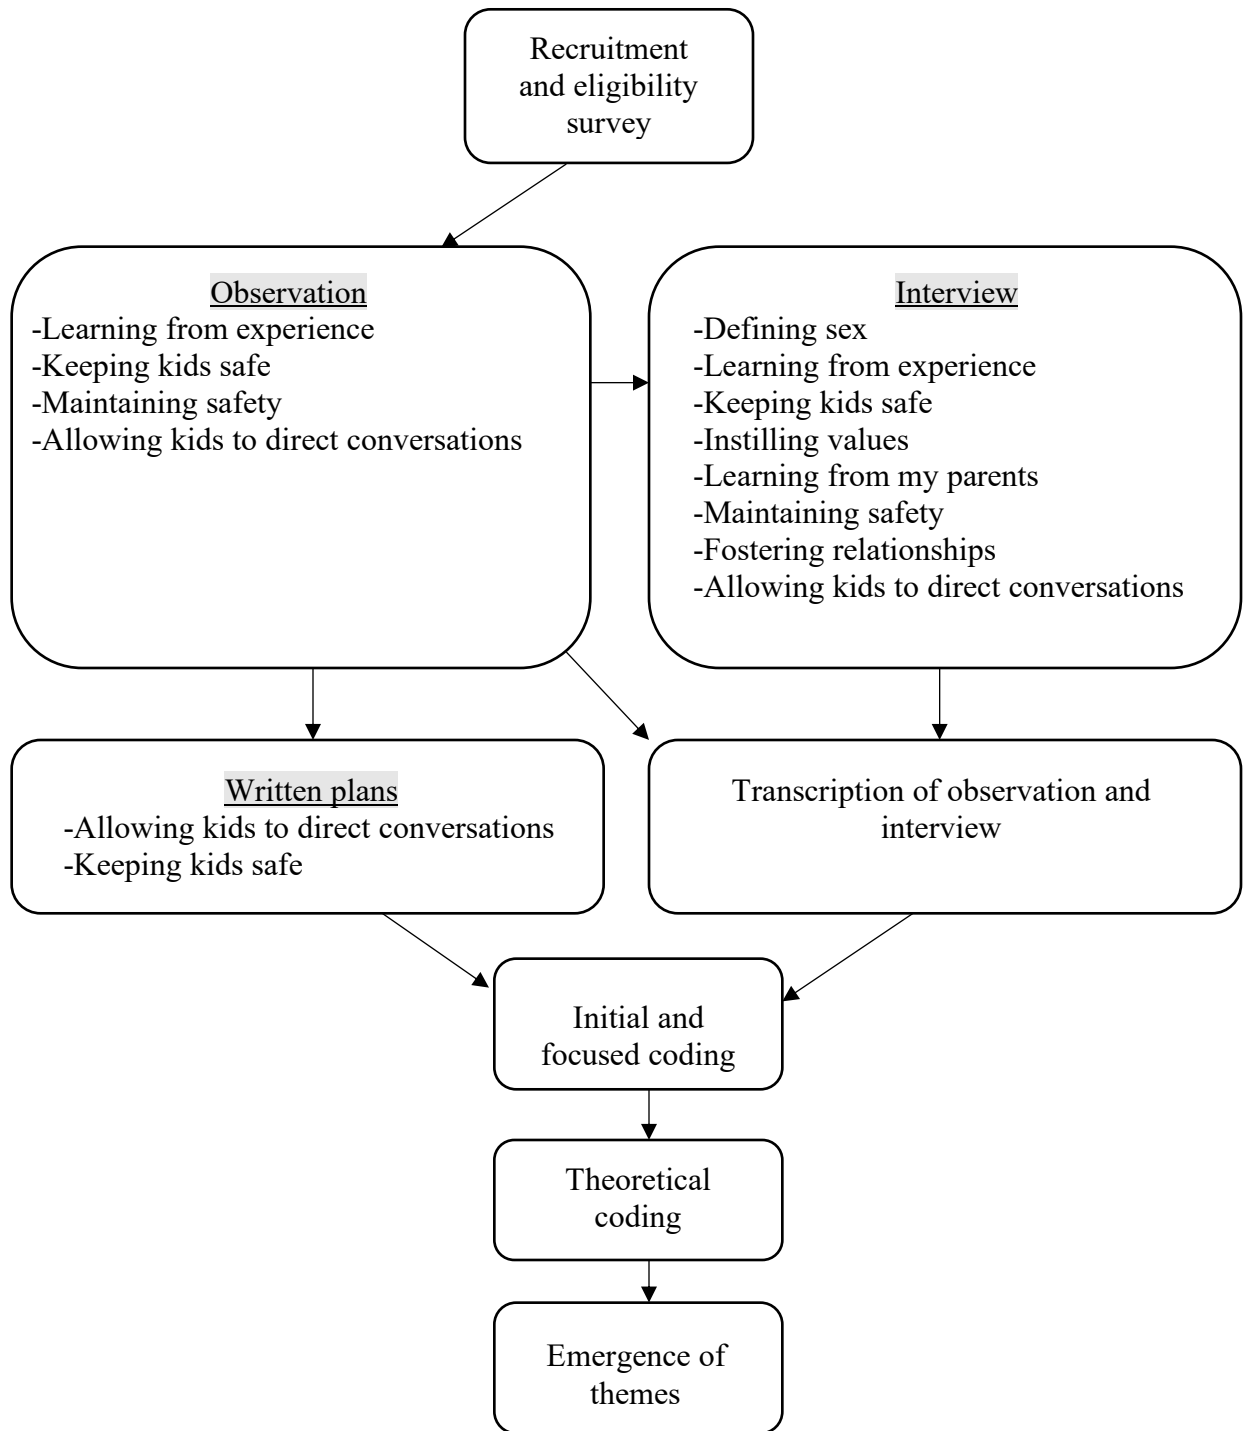 Recruitment
and eligibility
survey
Observation
-Learning from experience
-Keeping kids safe
-Maintaining safety
-Allowing kids to direct conversations
Interview
-Defining sex
-Learning from experience
-Keeping kids safe
-Instilling values
-Learning from my parents
-Maintaining safety
-Fostering relationships
-Allowing kids to direct conversations
Written plans
-Allowing kids to direct conversations
-Keeping kids safe
Transcription of observation and
interview
Initial and
focused coding
Theoretical
coding
Emergence of
themes